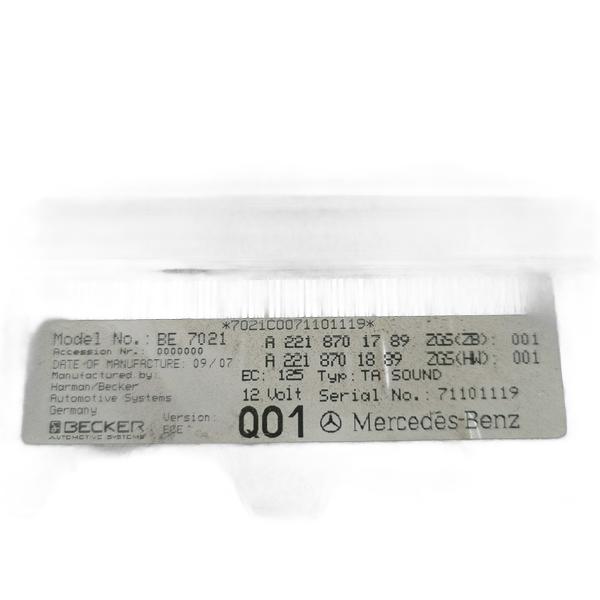 *7021C0071101119*
Model No.: BE 7021
Accession Nr.: 0000000
DATE OF MANUFACTURE: 09/07
Manufactured by:
Harman/Becker
Automotive Systems
Germany
BECKER
AUTOMOTIVE SYSTEMS
Version:
ECE
A 221 870 17 89 ZGS(ZB): 001
A 221 870 18 89 ZGS(HW): 001
EC: 125 Typ: TA SOUND
12 Volt Serial No.: 71101119
Q01 Mercedes-Benz